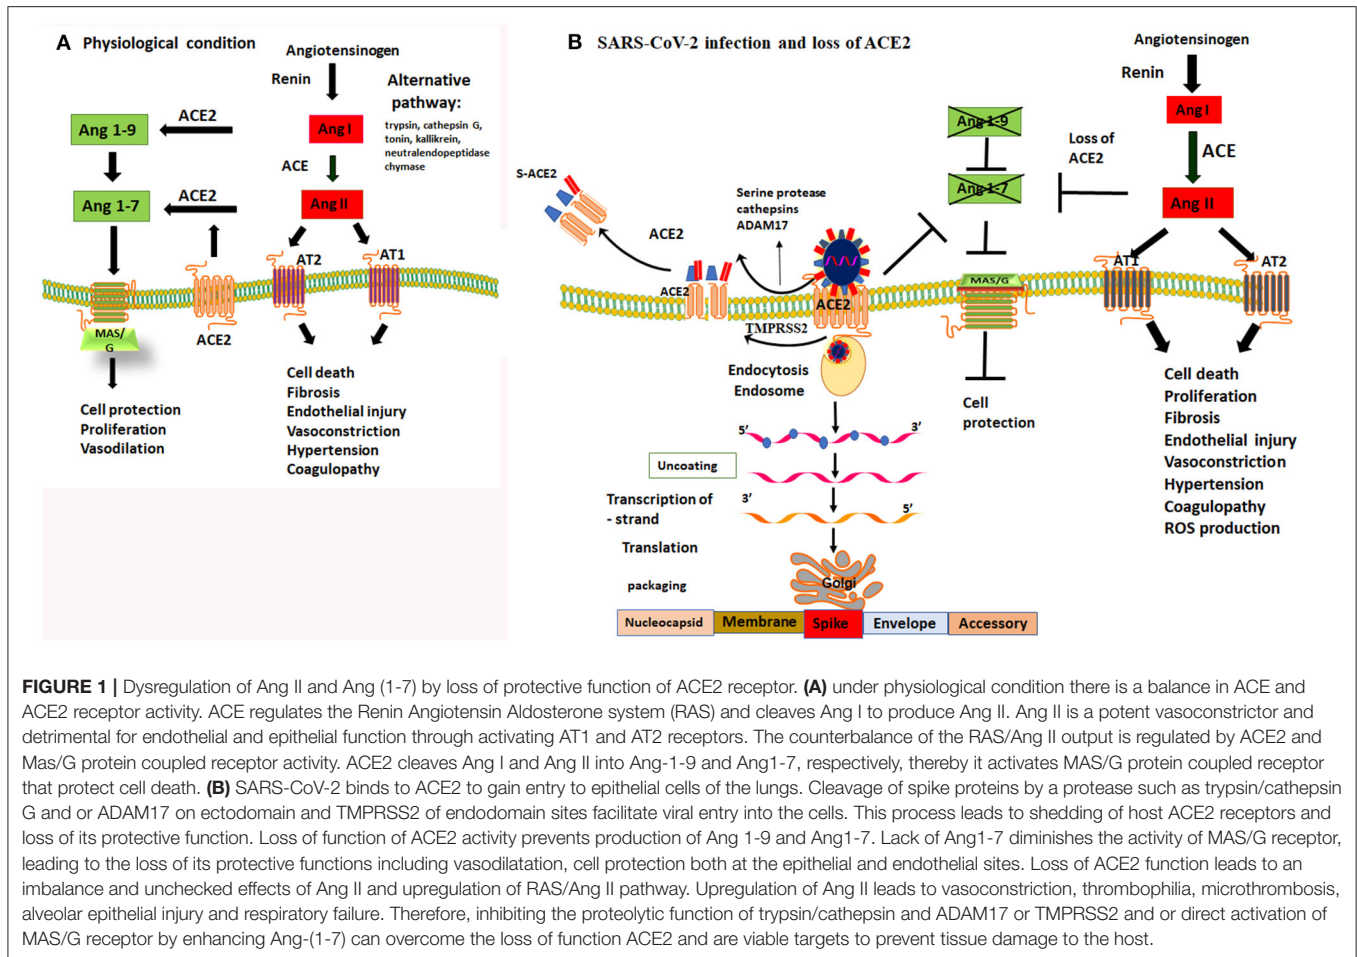 A Physiological condition
Angiotensinogen
Renin
Alternative
pathway:
trypsin, cathepsin G,
tonin, kallikrein,
neutralendopeptidase
chymase
Ang 1-9
ACE2
Ang I
ACE
Ang 1-7
ACE2
Ang II
AT2
AT1
MAS/
G
ACE2
Cell protection
Proliferation
Vasodilation
Cell death
Fibrosis
Endothelial injury
Vasoconstriction
Hypertension
Coagulopathy
B SARS-CoV-2 infection and loss of ACE2
Angiotensinogen
Renin
Ang I
ACE
Ang II
Loss of
ACE2
Ang 1-9
Ang 1-7
S-ACE2
ACE2
Serine protease
cathepsins
ADAM17
ACE2
ACE2
TMPRSS2
MAS/G
AT1
AT2
Endocytosis
Endosome
Cell
protection
Cell death
Proliferation
Fibrosis
Endothelial injury
Vasoconstriction
Hypertension
Coagulopathy
ROS production
5’
3’
Uncoating
Transcription of
- strand
3’
5’
Translation
packaging
Golgi
Nucleocapsid
Membrane
Spike
Envelope
Accessory
FIGURE 1 | Dysregulation of Ang II and Ang (1-7) by loss of protective function of ACE2 receptor. (A) under physiological condition there is a balance in ACE and
ACE2 receptor activity. ACE regulates the Renin Angiotensin Aldosterone system (RAS) and cleaves Ang I to produce Ang II. Ang II is a potent vasoconstrictor and
detrimental for endothelial and epithelial function through activating AT1 and AT2 receptors. The counterbalance of the RAS/Ang II output is regulated by ACE2 and
Mas/G protein coupled receptor activity. ACE2 cleaves Ang I and Ang II into Ang-1-9 and Ang1-7, respectively, thereby it activates MAS/G protein coupled receptor
that protect cell death. (B) SARS-CoV-2 binds to ACE2 to gain entry to epithelial cells of the lungs. Cleavage of spike proteins by a protease such as trypsin/cathepsin
G and or ADAM17 on ectodomain and TMPRSS2 of endodomain sites facilitate viral entry into the cells. This process leads to shedding of host ACE2 receptors and
loss of its protective function. Loss of function of ACE2 activity prevents production of Ang 1-9 and Ang1-7. Lack of Ang1-7 diminishes the activity of MAS/G receptor,
leading to the loss of its protective functions including vasodilatation, cell protection both at the epithelial and endothelial sites. Loss of ACE2 function leads to an
imbalance and unchecked effects of Ang II and upregulation of RAS/Ang II pathway. Upregulation of Ang II leads to vasoconstriction, thrombophilia, microthrombosis,
alveolar epithelial injury and respiratory failure. Therefore, inhibiting the proteolytic function of trypsin/cathepsin and ADAM17 or TMPRSS2 and or direct activation of
MAS/G receptor by enhancing Ang-(1-7) can overcome the loss of function ACE2 and are viable targets to prevent tissue damage to the host.